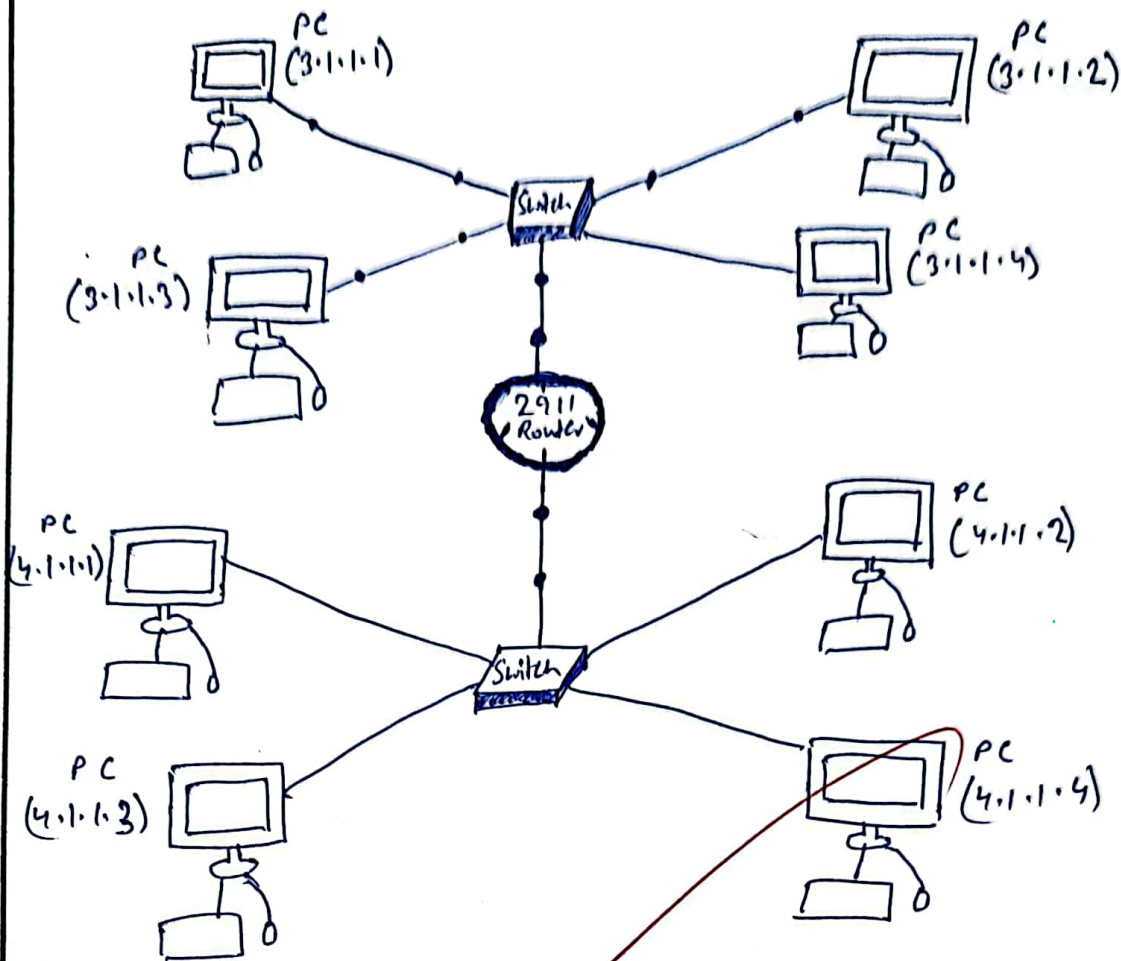 PC
(3.1.1.1)
PC
(3.1.1.2)
Switch
PC
(3.1.1.3)
PC
(3.1.1.4)
2911
Router
PC
(4.1.1.1)
PC
(4.1.1.2)
Switch
PC
(4.1.1.3)
PC
(4.1.1.4)